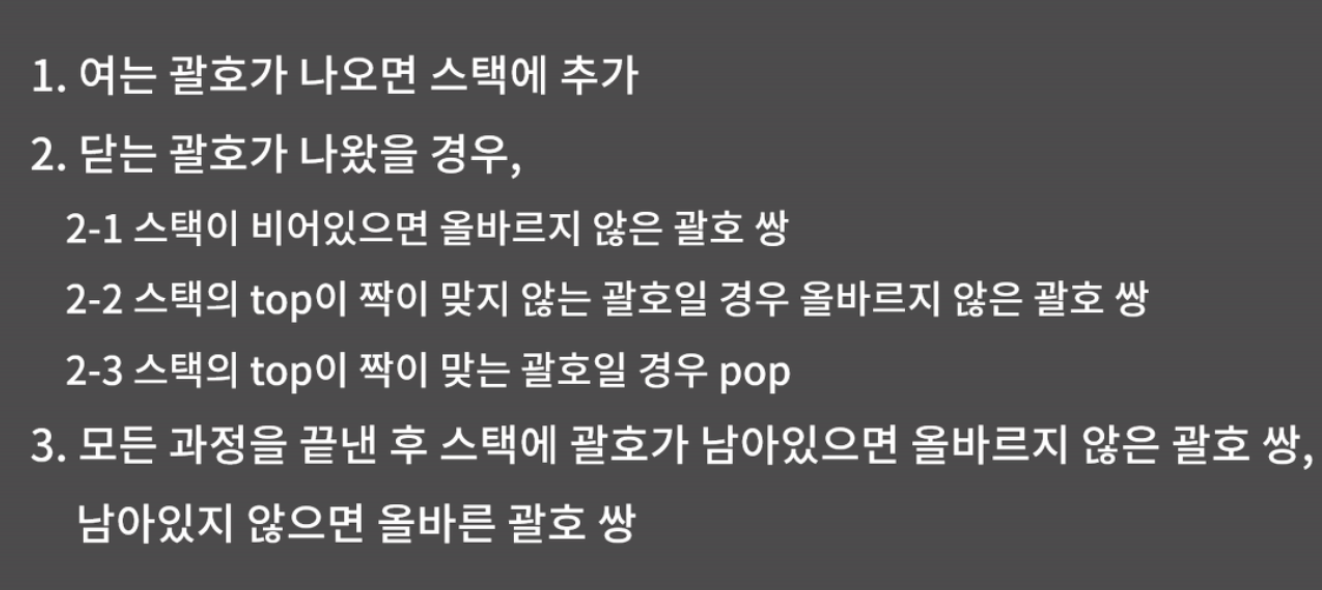 1. 여는 괄호가 나오면 스택에 추가
2. 닫는 괄호가 나왔을 경우,
2-1 스택이 비어있으면 올바르지 않은 괄호 쌍
2-2 스택의 top이 짝이 맞지 않는 괄호일 경우 올바르지 않은 괄호 쌍
2-3 스택의 top이 짝이 맞는 괄호일 경우 pop
3. 모든 과정을 끝낸 후 스택에 괄호가 남아있으면 올바르지 않은 괄호 쌍,
남아있지 않으면 올바른 괄호 쌍